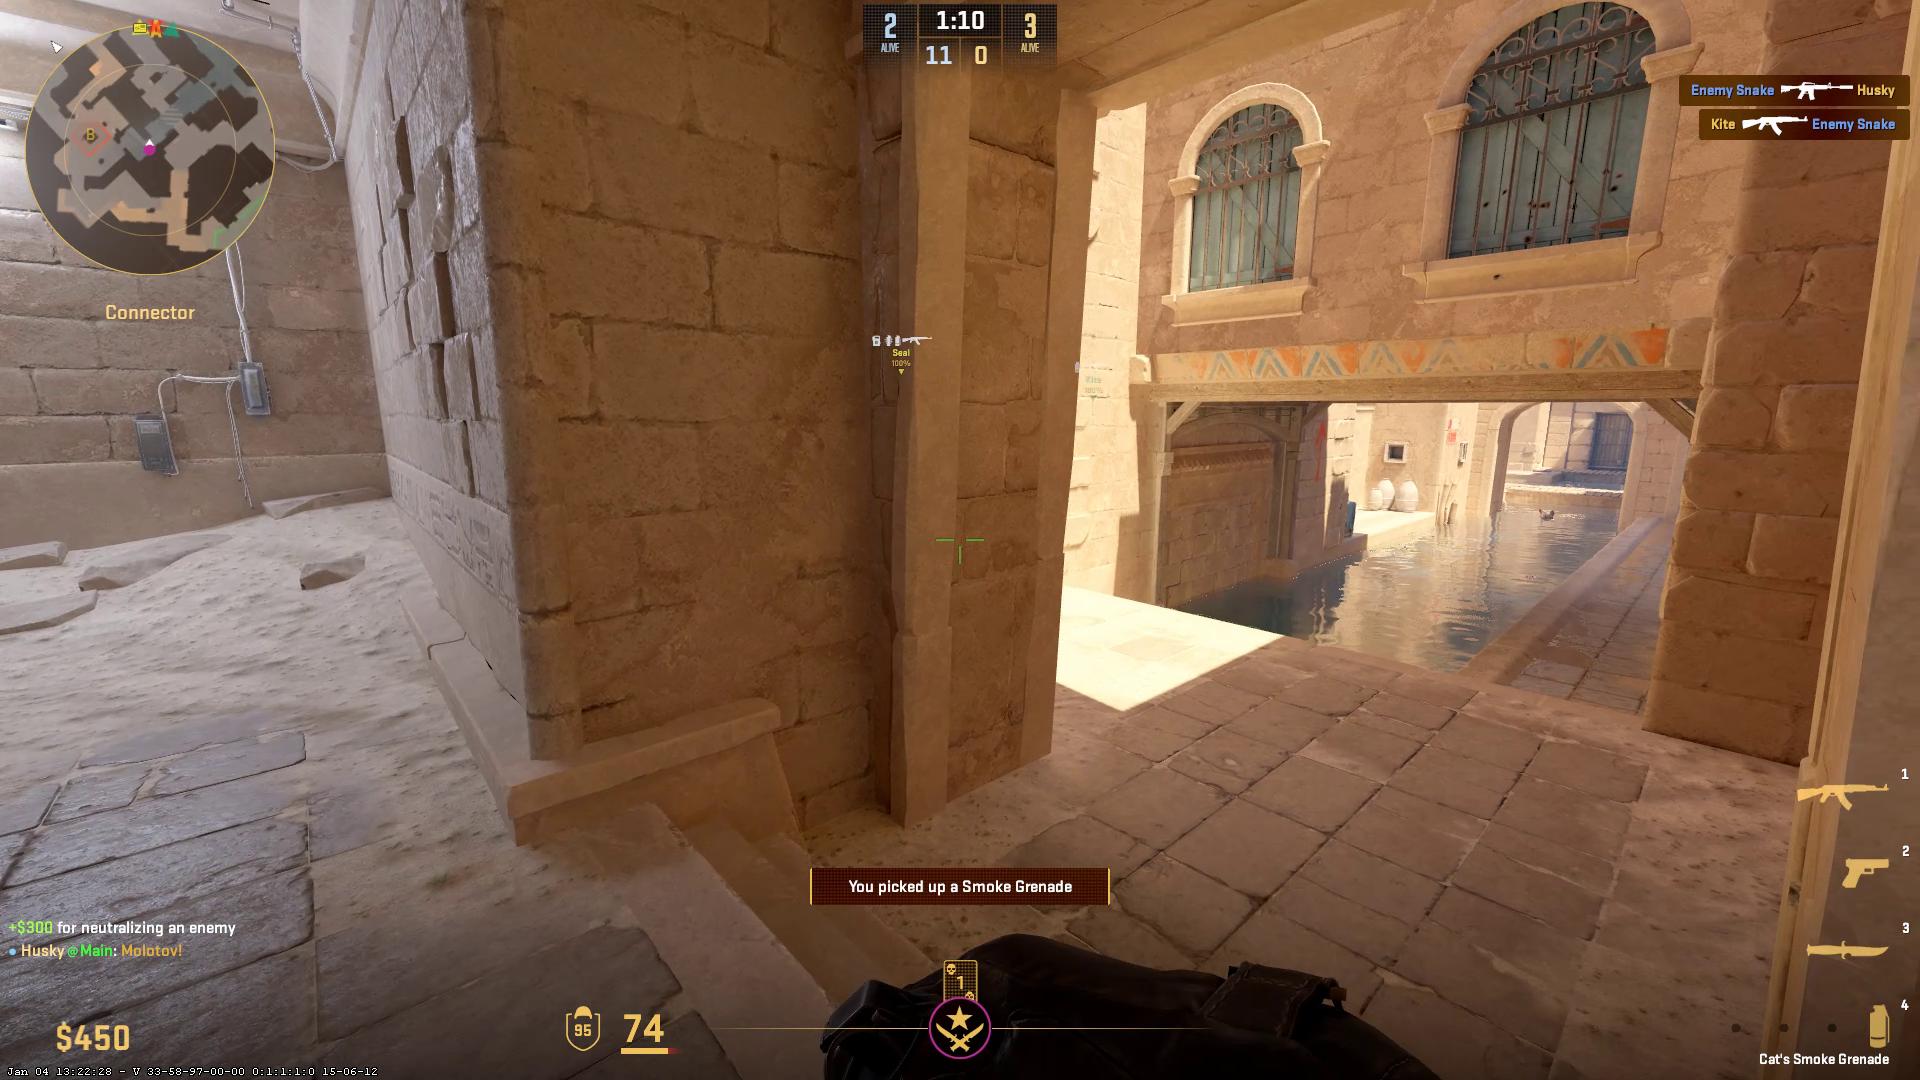 2
ALIVE
1:10
3
ALIVE
11 0
Enemy Snake Husky
Kite Enemy Snake
B
Connector
Seal
100%
1
2
3
4
You picked up a Smoke Grenade
+$300 for neutralizing an enemy
● Husky @ Main: Molotov!
1
$450
95
74
Cat's Smoke Grenade
Jan 04 13:22:28 - V 33-58-97-00-00 0:1:1:1:0 15-06-12